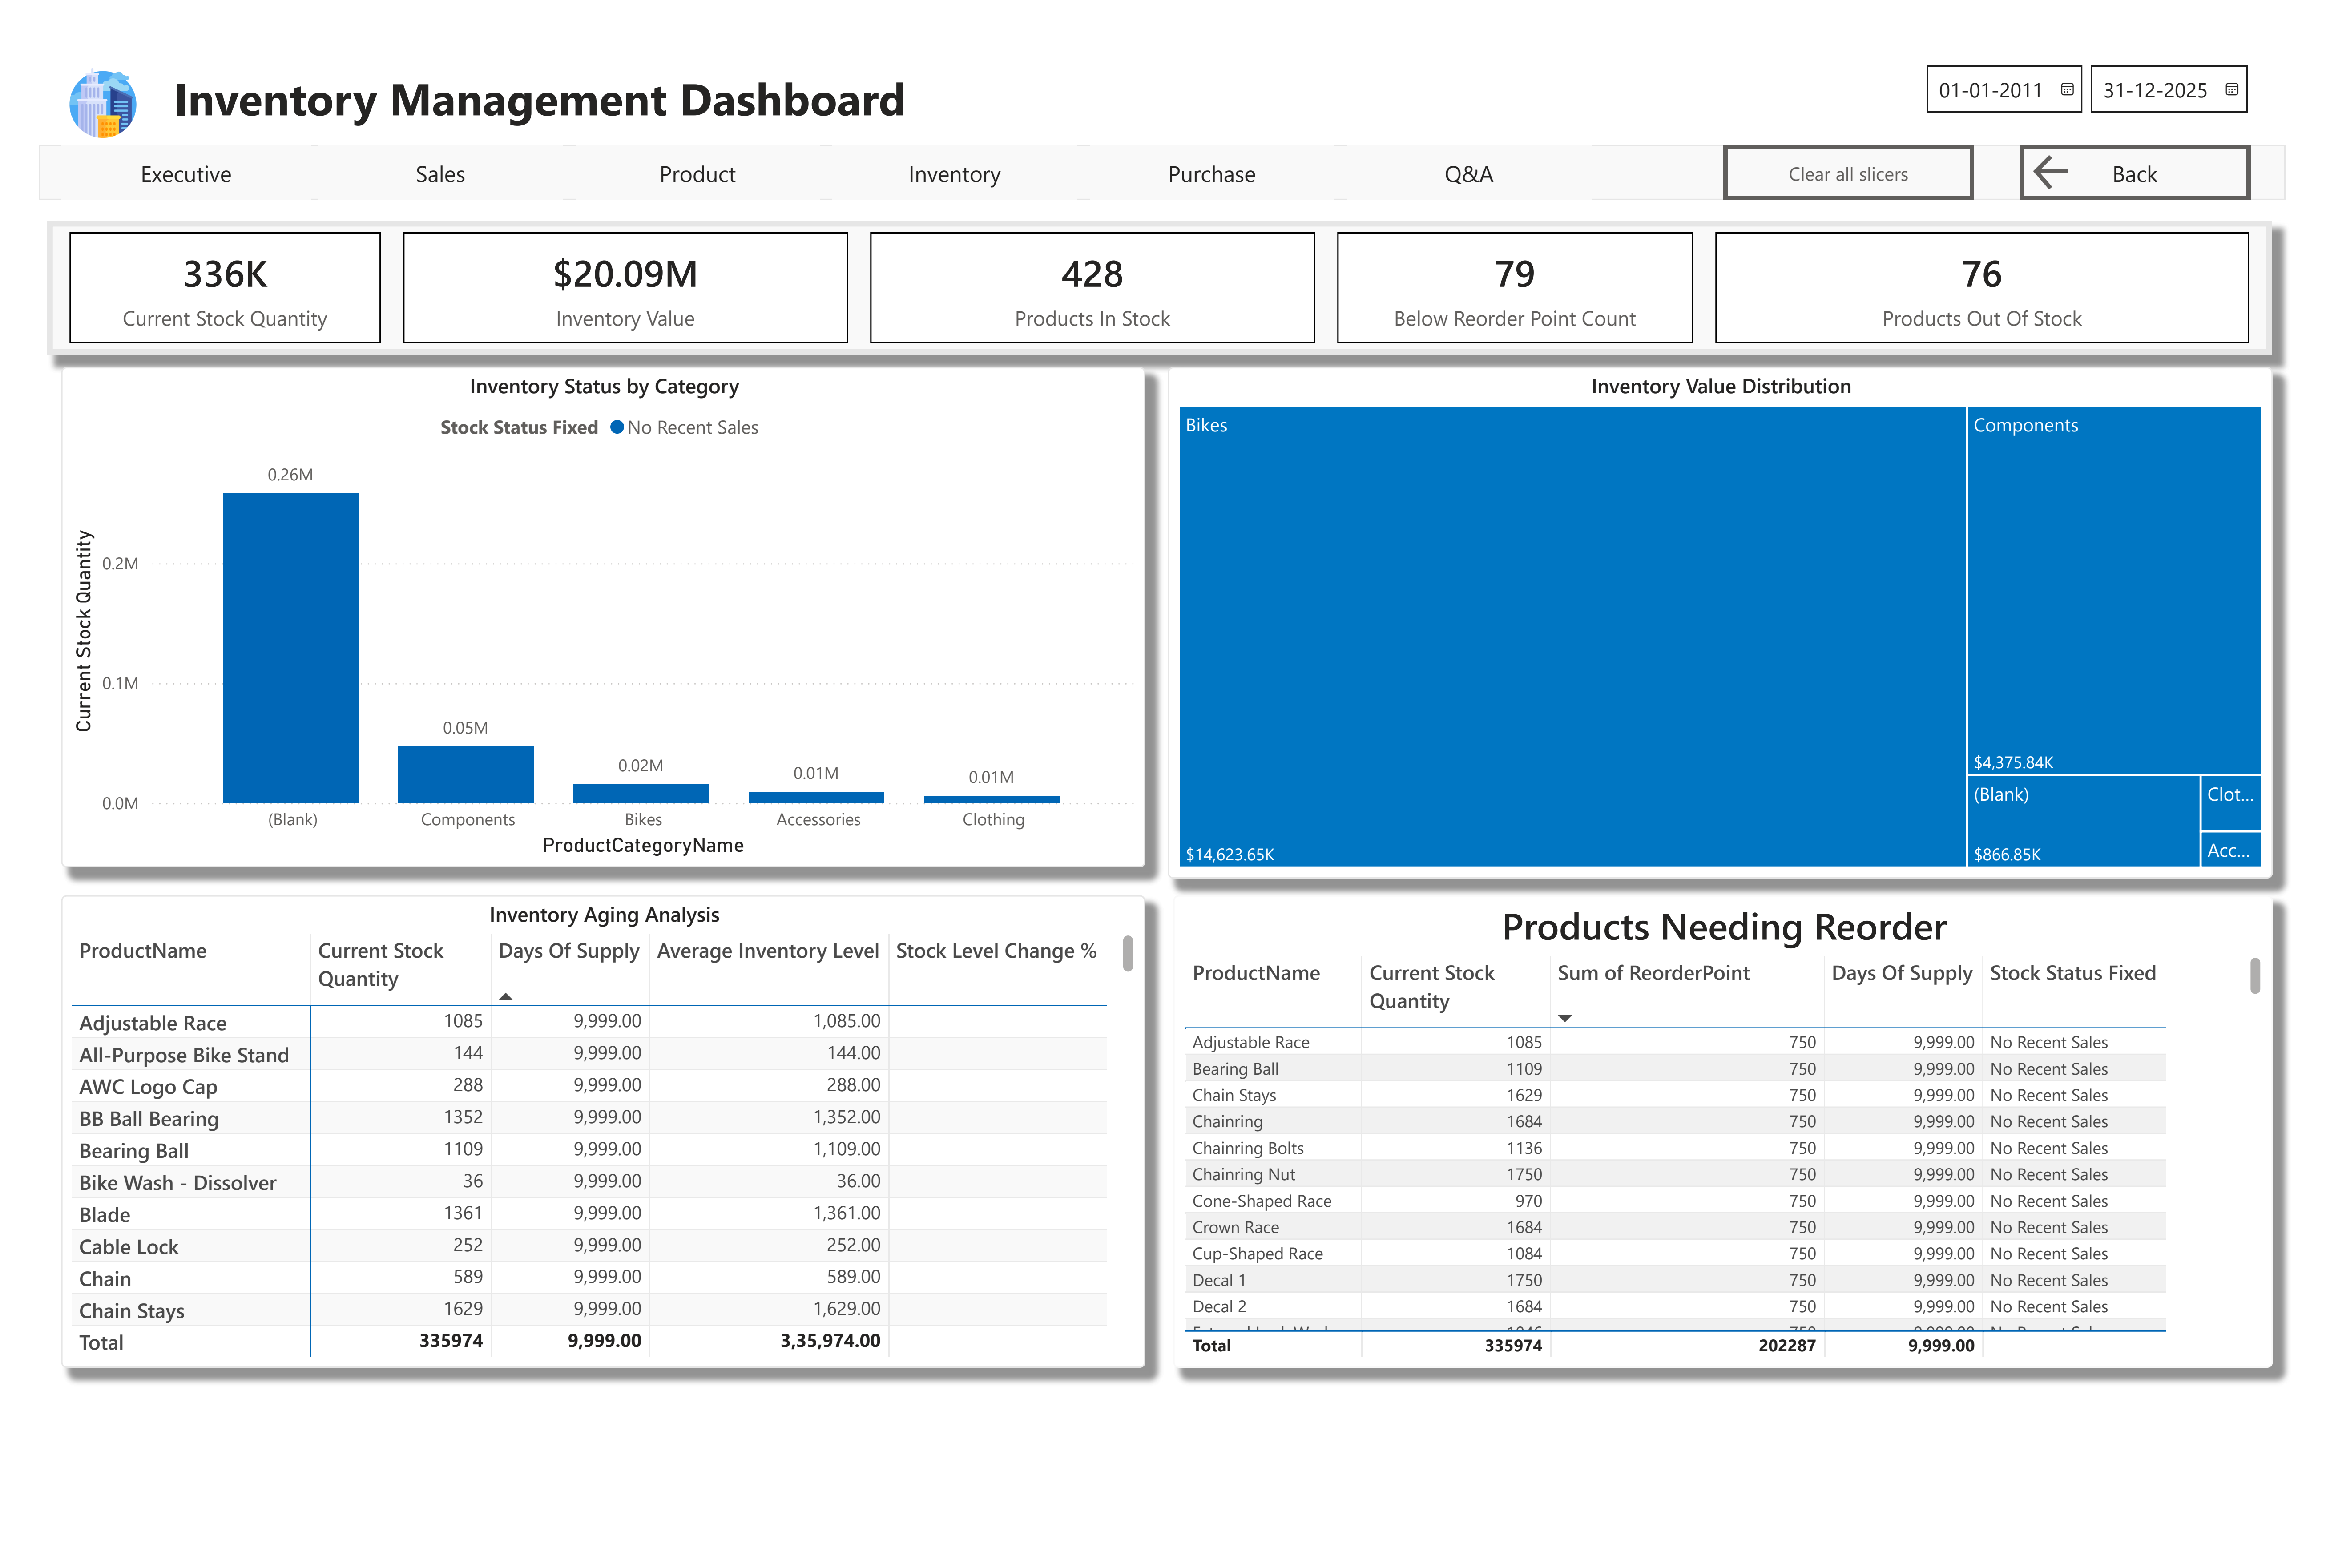 Inventory Management Dashboard
01-01-2011 31-12-2025
Executive Sales Product Inventory Purchase Q&A Clear all slicers Back
336K $20.09M 428 79 76
Current Stock Quantity Inventory Value Products In Stock Below Reorder Point Count Products Out Of Stock
Inventory Status by Category
Stock Status Fixed No Recent Sales
Current Stock Quantity
0.2M
0.1M
0.0M
0.26M
0.05M
0.02M
0.01M
0.01M
(Blank) Components Bikes Accessories Clothing
ProductCategoryName
Inventory Value Distribution
Bikes
$14,623.65K
Components
$4,375.84K
(Blank)
$866.85K
Clot...
Acc...
Inventory Aging Analysis
ProductName Current Stock Quantity Days Of Supply Average Inventory Level Stock Level Change %
Adjustable Race 1085 9,999.00 1,085.00
All-Purpose Bike Stand 144 9,999.00 144.00
AWC Logo Cap 288 9,999.00 288.00
BB Ball Bearing 1352 9,999.00 1,352.00
Bearing Ball 1109 9,999.00 1,109.00
Bike Wash - Dissolver 36 9,999.00 36.00
Blade 1361 9,999.00 1,361.00
Cable Lock 252 9,999.00 252.00
Chain 589 9,999.00 589.00
Chain Stays 1629 9,999.00 1,629.00
Total 335974 9,999.00 3,35,974.00
Products Needing Reorder
ProductName Current Stock Quantity Sum of ReorderPoint Days Of Supply Stock Status Fixed
Adjustable Race 1085 750 9,999.00 No Recent Sales
Bearing Ball 1109 750 9,999.00 No Recent Sales
Chain Stays 1629 750 9,999.00 No Recent Sales
Chainring 1684 750 9,999.00 No Recent Sales
Chainring Bolts 1136 750 9,999.00 No Recent Sales
Chainring Nut 1750 750 9,999.00 No Recent Sales
Cone-Shaped Race 970 750 9,999.00 No Recent Sales
Crown Race 1684 750 9,999.00 No Recent Sales
Cup-Shaped Race 1084 750 9,999.00 No Recent Sales
Decal 1 1750 750 9,999.00 No Recent Sales
Decal 2 1684 750 9,999.00 No Recent Sales
Total 335974 202287 9,999.00